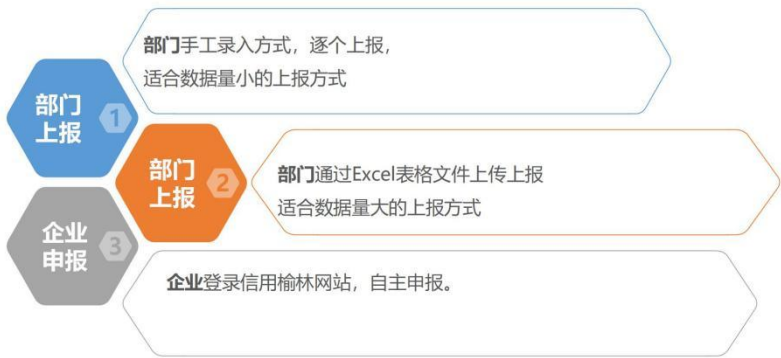 部门
上报
1
部门手工录入方式，逐个上报，
适合数据量小的上报方式
部门
上报
2
部门通过Excel表格文件上传上报
适合数据量大的上报方式
企业
申报
3
企业登录信用榆林网站，自主申报。